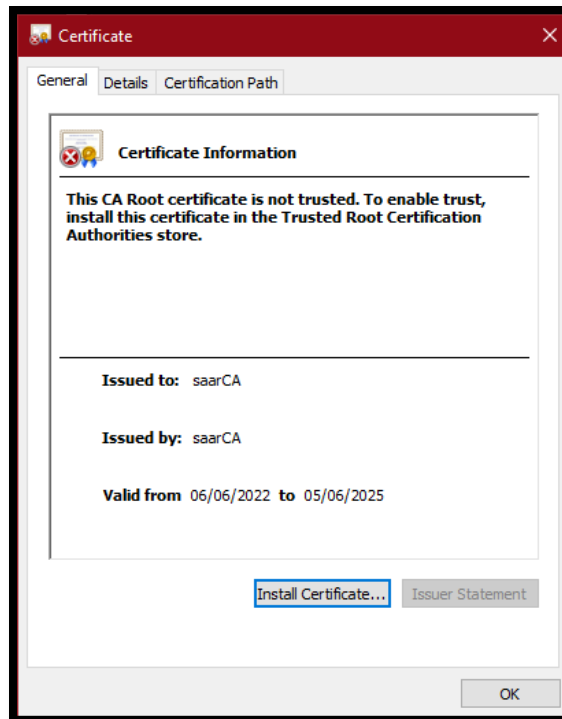 Certificate
General Details Certification Path
Certificate Information
This CA Root certificate is not trusted. To enable trust,
install this certificate in the Trusted Root Certification
Authorities store.
Issued to: saarCA
Issued by: saarCA
Valid from 06/06/2022 to 05/06/2025
Install Certificate... Issuer Statement
OK